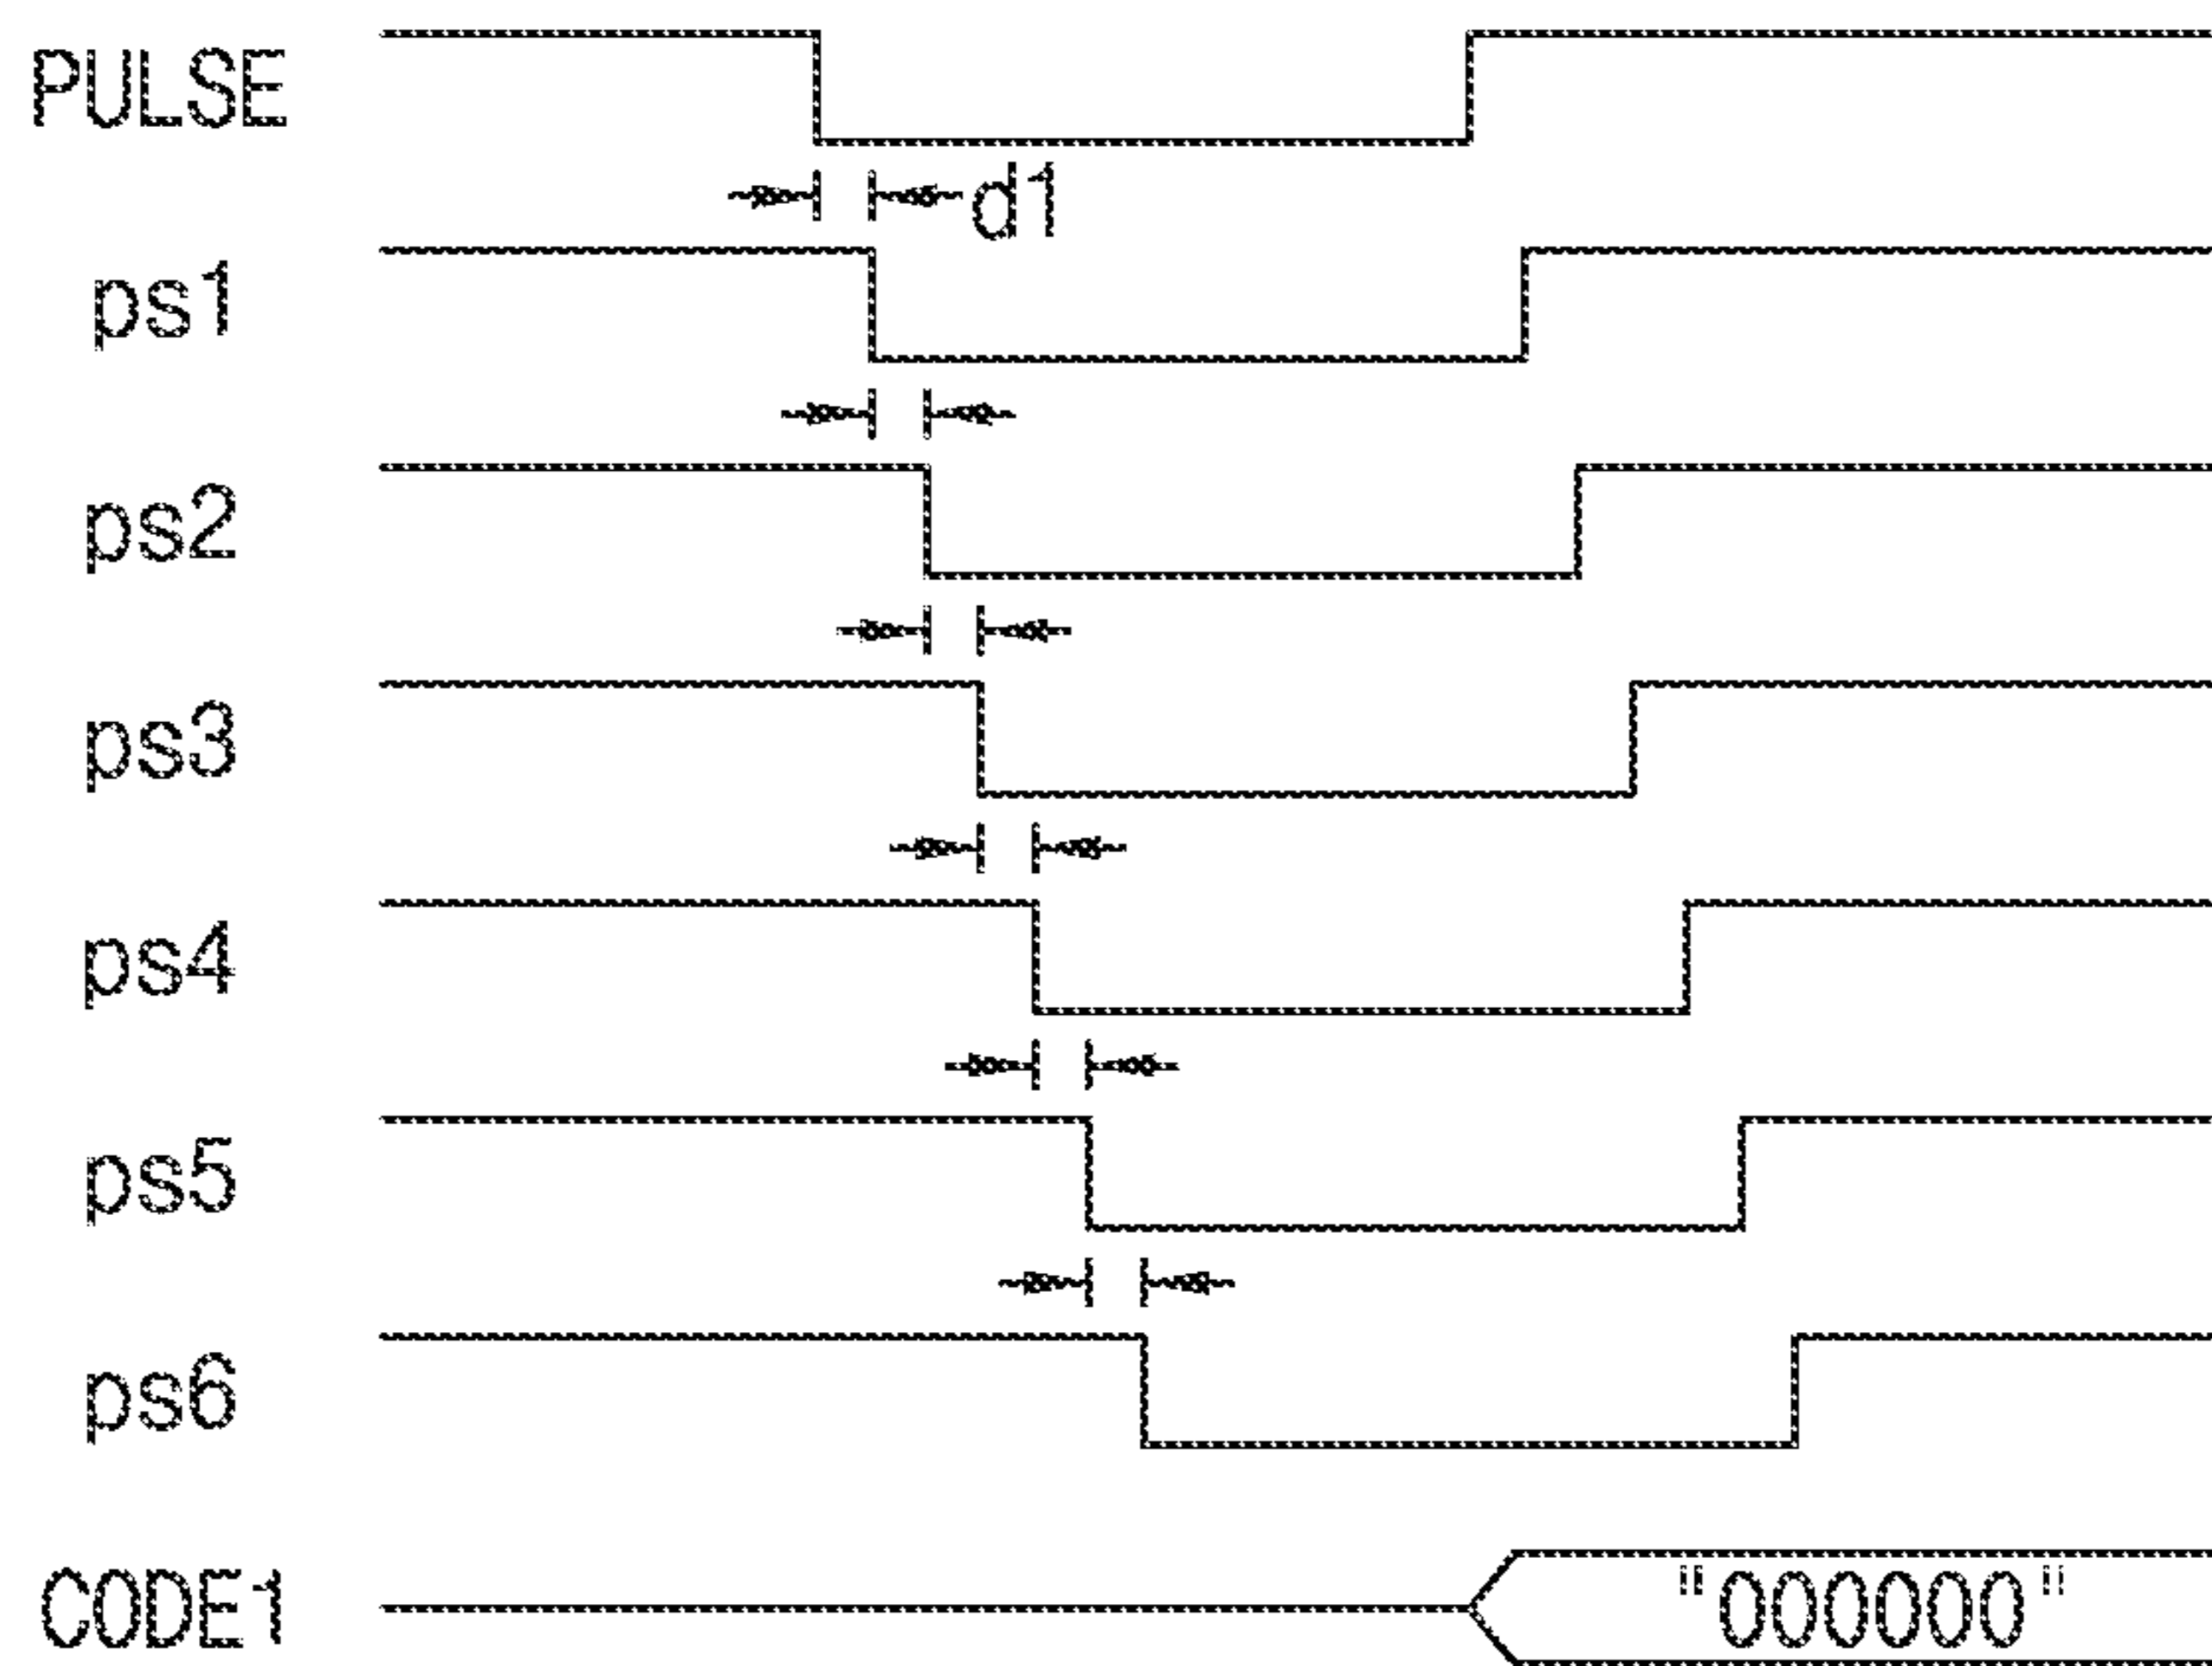 PULSE
d1
ps1
ps2
ps3
ps4
ps5
ps6
CODE1
"000000"